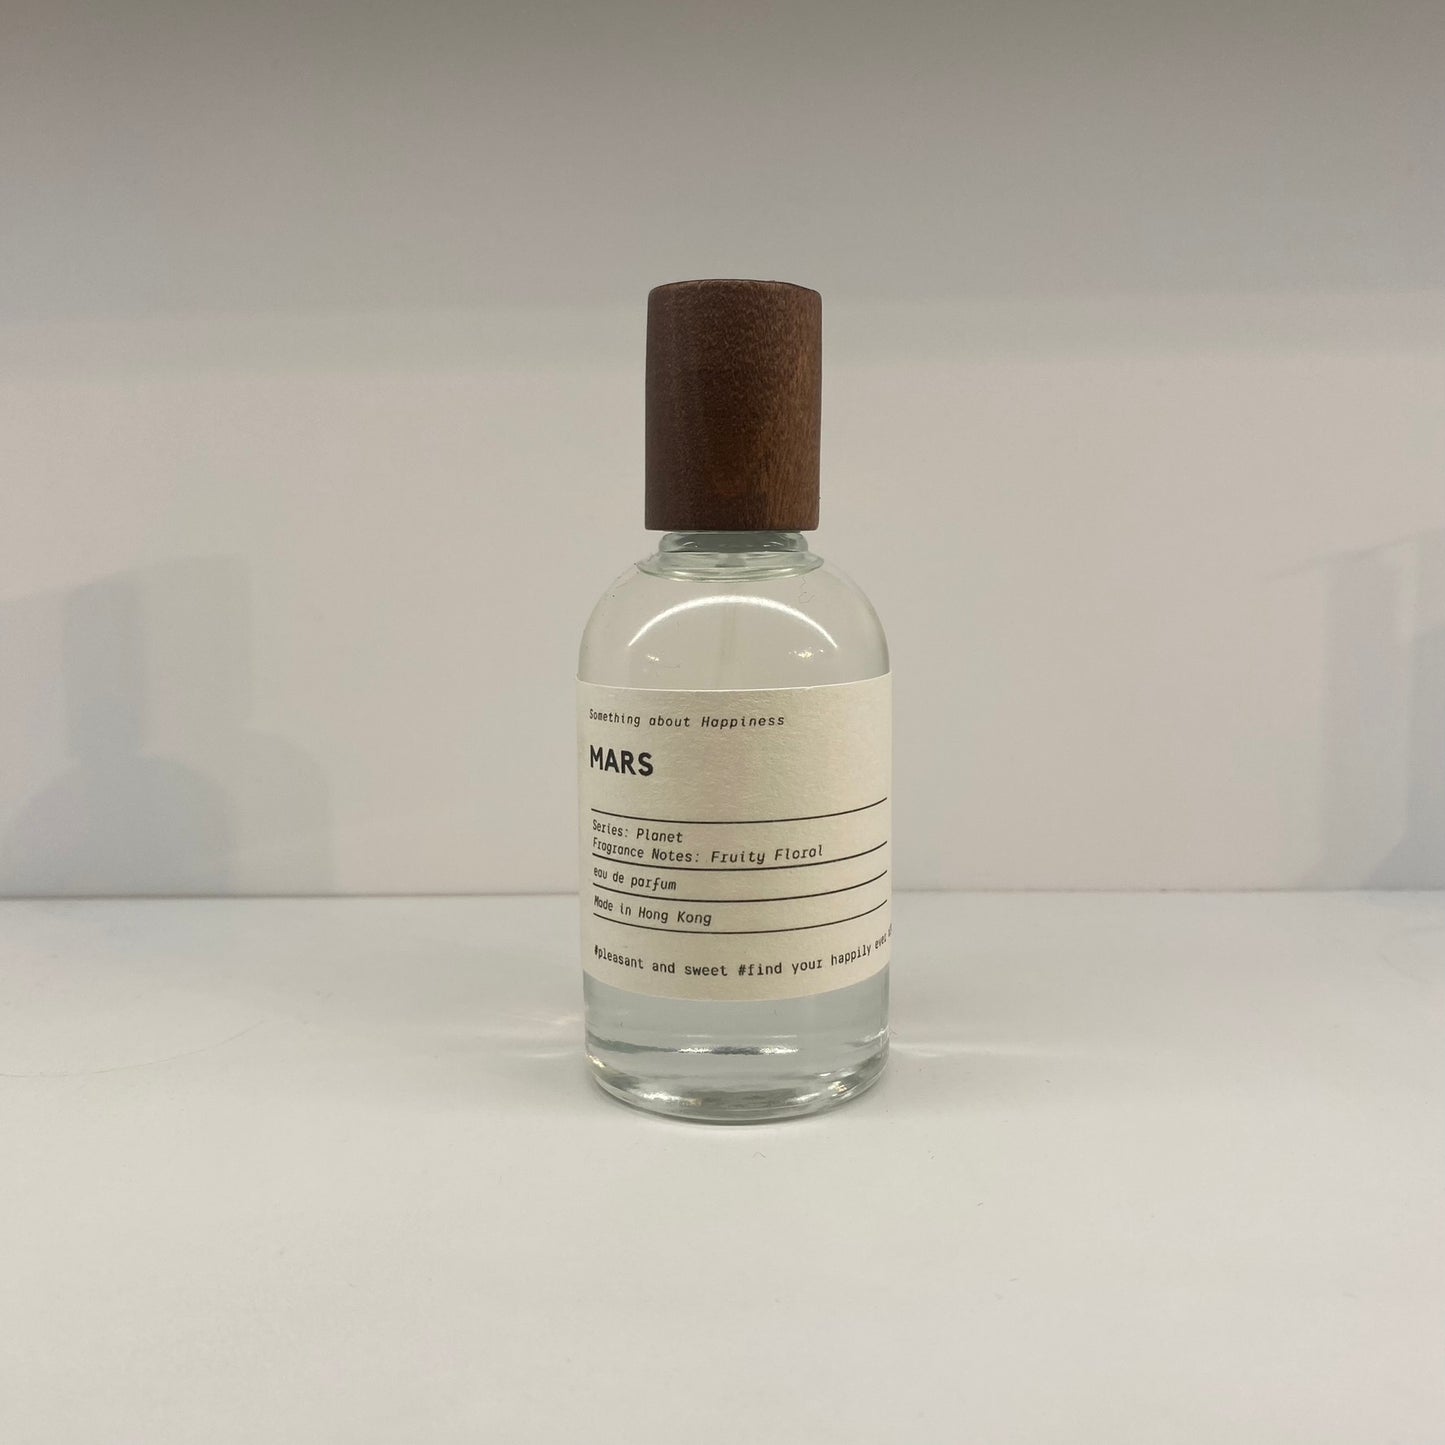 Something about Happiness
MARS
Series: Planet
Fragrance Notes: Fruity Floral
eau de parfum
Made in Hong Kong
#pleasant and sweet #find your happily ever